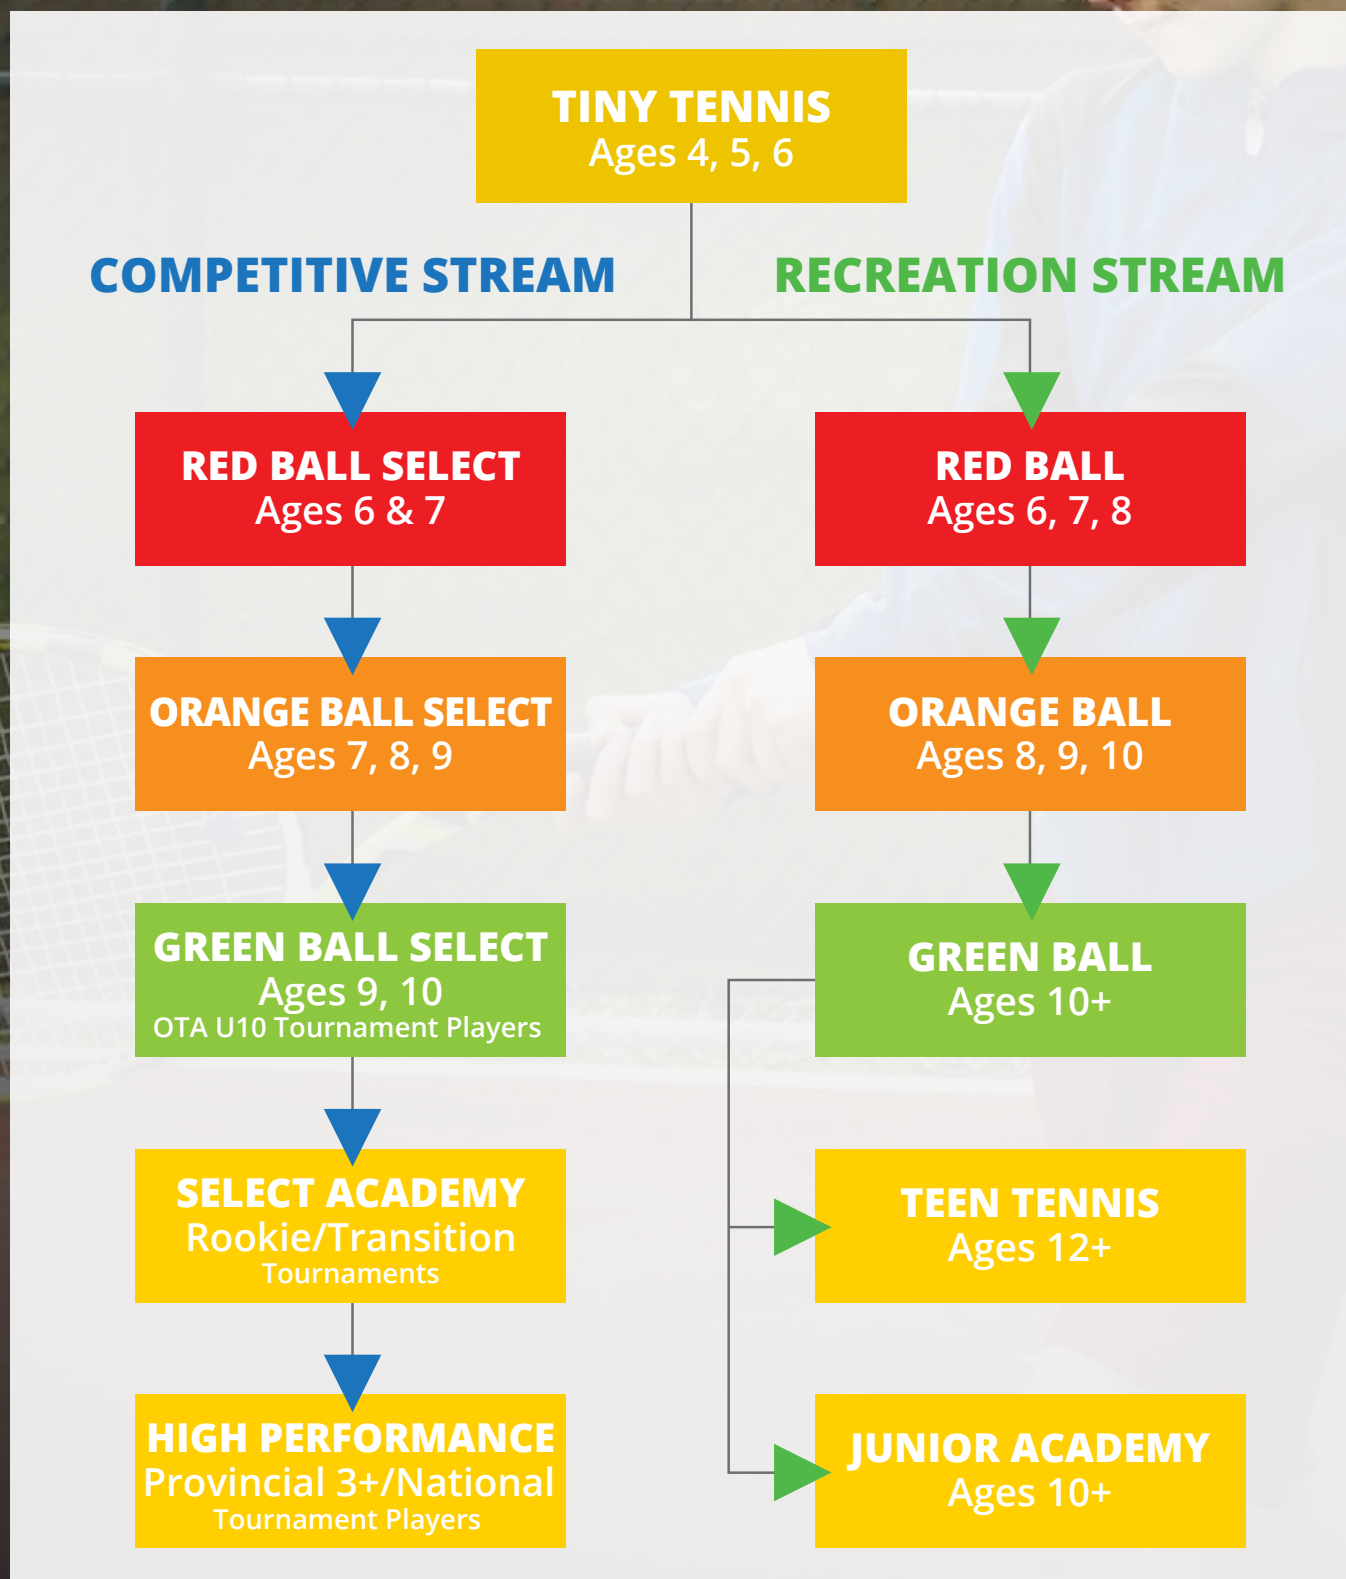 TINY TENNIS
Ages 4, 5, 6
COMPETITIVE STREAM
RECREATION STREAM
RED BALL SELECT
Ages 6 & 7
RED BALL
Ages 6, 7, 8
ORANGE BALL SELECT
Ages 7, 8, 9
ORANGE BALL
Ages 8, 9, 10
GREEN BALL SELECT
Ages 9, 10
OTA U10 Tournament Players
GREEN BALL
Ages 10+
SELECT ACADEMY
Rookie/Transition
Tournaments
TEEN TENNIS
Ages 12+
HIGH PERFORMANCE
Provincial 3+/National
Tournament Players
JUNIOR ACADEMY
Ages 10+